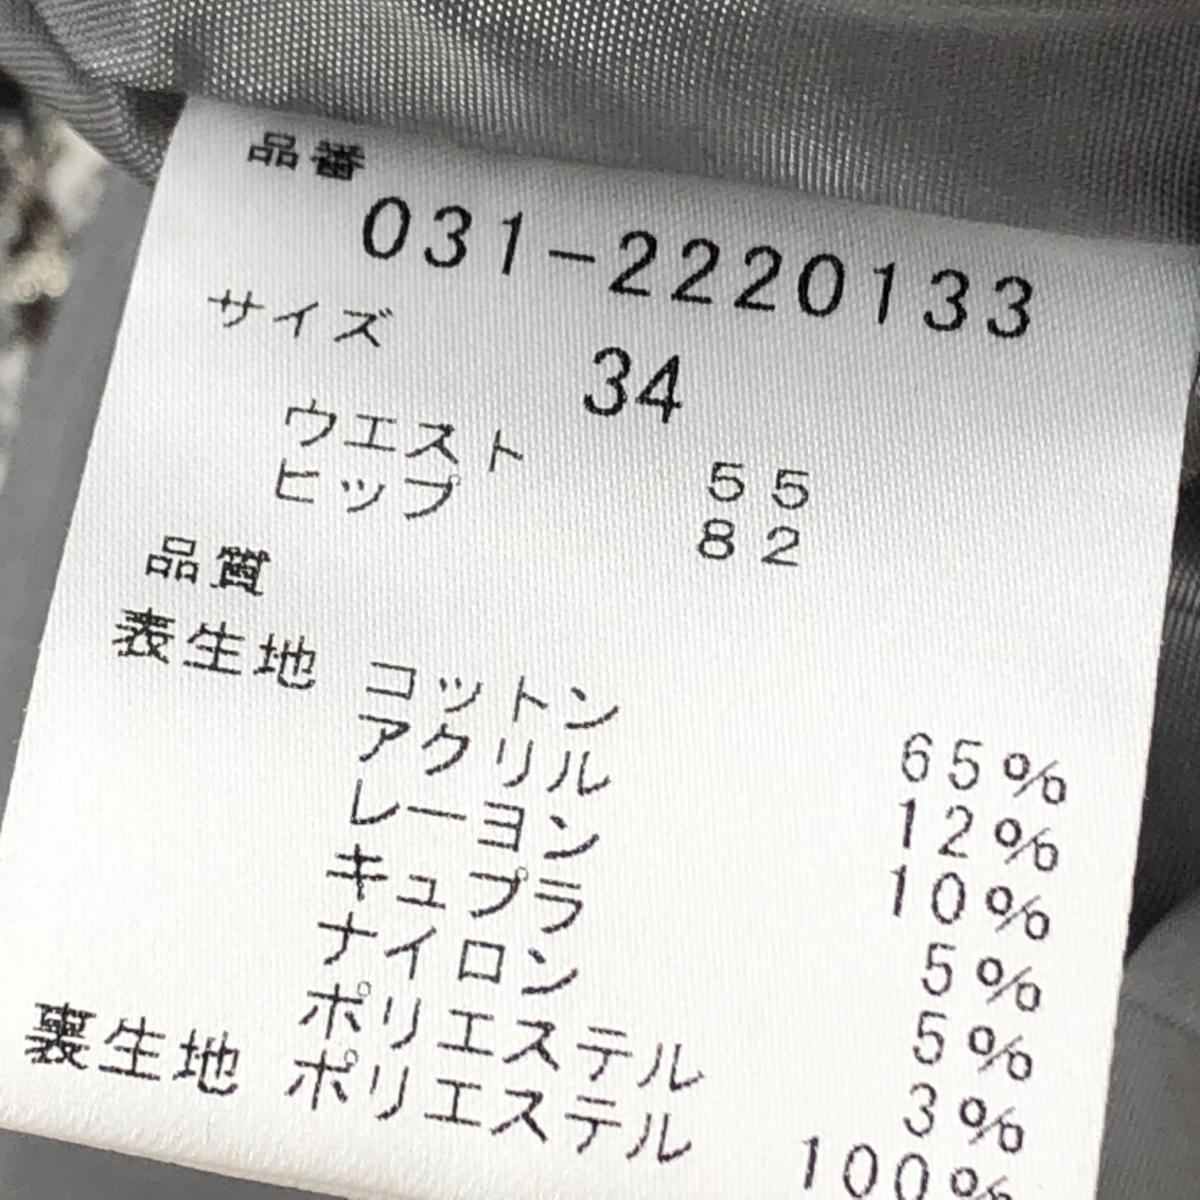 品番
031-2220133
サイズ 34
ウエスト 55
ヒップ 82
品質
表生地 コットン 65%
アクリル 12%
レーヨン 10%
キュプラ 5%
ナイロン 5%
ポリエステル 3%
裏生地 ポリエステル 100%